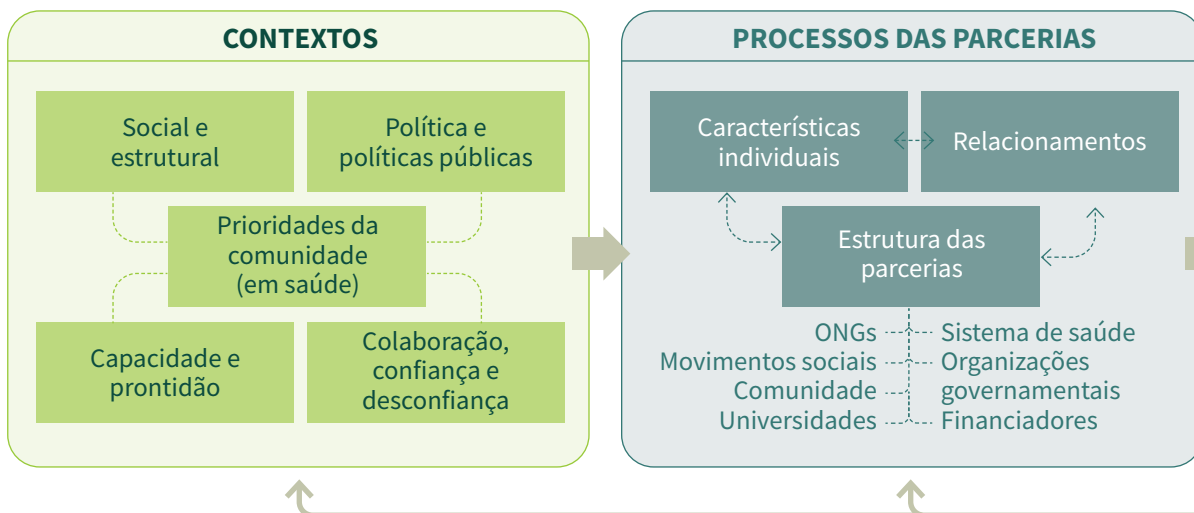 CONTEXTOS
Social e
estrutural
Política e
políticas públicas
Prioridades da
comunidade
(em saúde)
Capacidade e
prontidão
Colaboração,
confiança e
desconfiança
PROCESSOS DAS PARCERIAS
Características
individuais
Relacionamentos
Estrutura das
parcerias
ONGs
Movimentos sociais
Comunidade
Universidades
Sistema de saúde
Organizações
governamentais
Financiadores